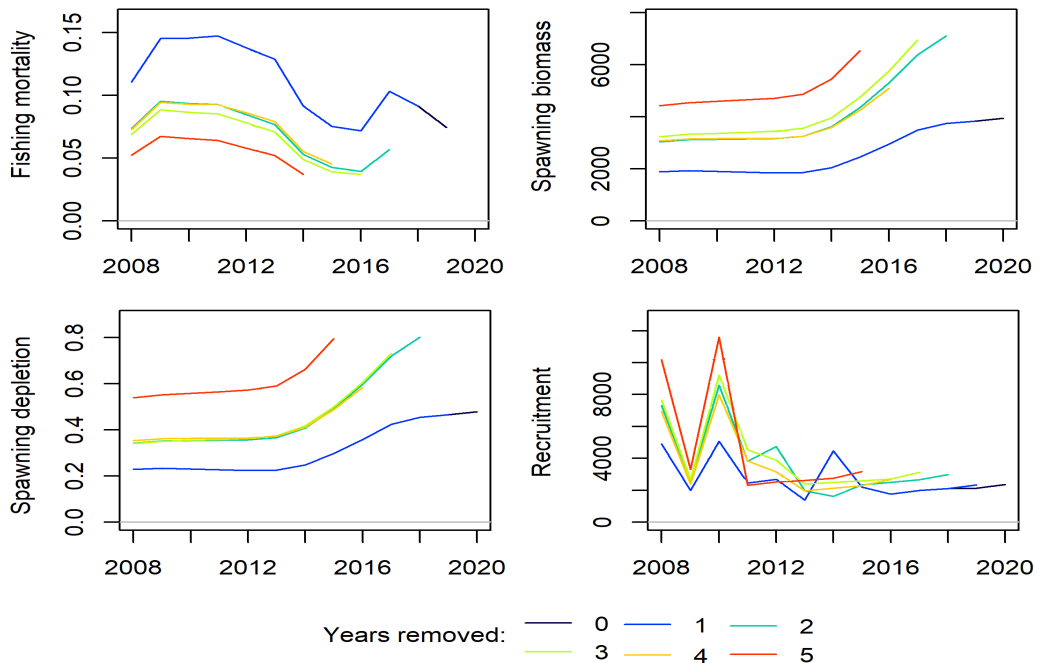 Fishing mortality
0.15
0.10
0.05
0.00
2008 2012 2016 2020
Spawning biomass
6000
2000
0
2008 2012 2016 2020
Spawning depletion
0.8
0.6
0.4
0.2
0.0
2008 2012 2016 2020
Recruitment
8000
4000
0
2008 2012 2016 2020
Years removed: 0 1 2
3 4 5